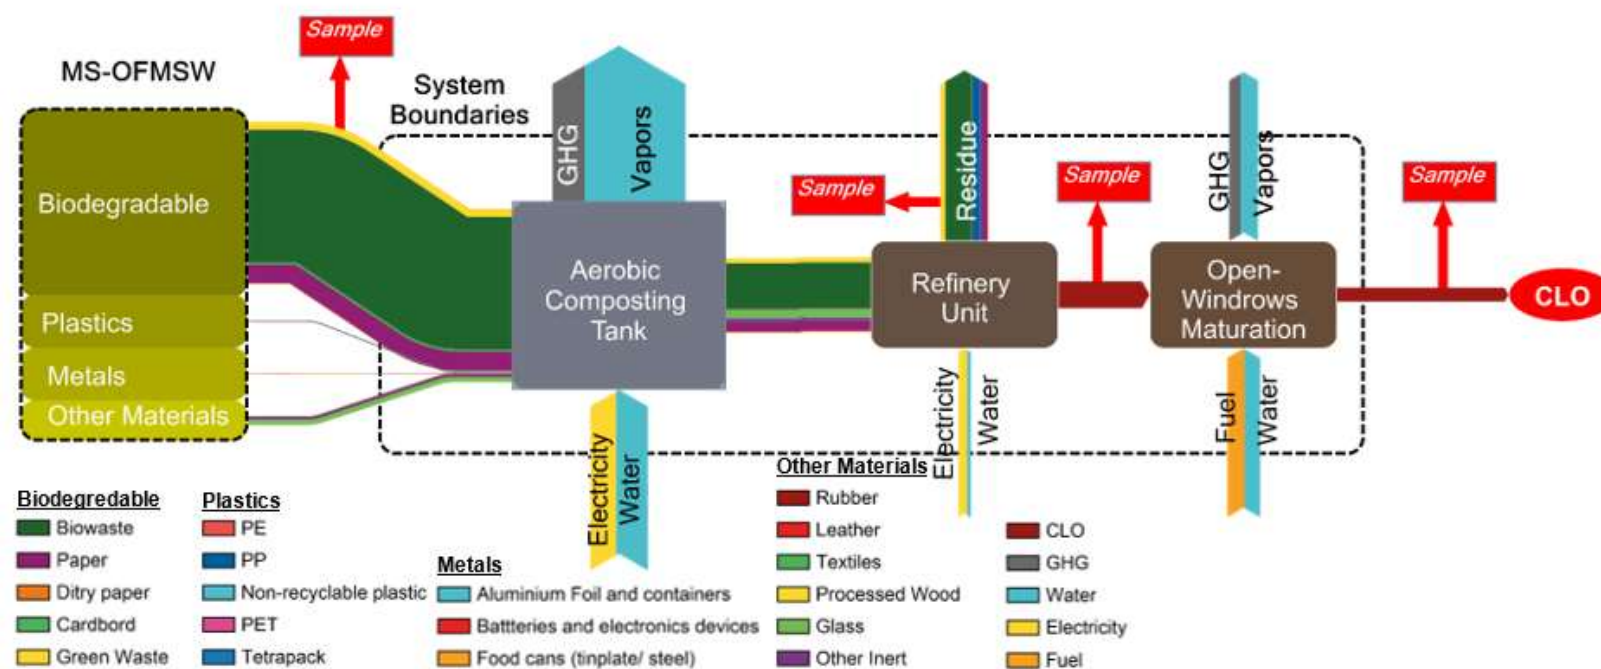 Sample
MS-OFMSW
System
Boundaries
GHG
Vapors
Residue
Sample
Sample
GHG
Vapors
Sample
Biodegradable
Plastics
Metals
Other Materials
Aerobic
Composting
Tank
Refinery
Unit
Open-
Windrows
Maturation
CLO
Electricity
Water
Electricity
Water
Fuel
Water
Biodegredable
Biowaste
Paper
Ditry paper
Cardbord
Green Waste
Plastics
PE
PP
Non-recyclable plastic
PET
Tetrapack
Metals
Aluminium Foil and containers
Battteries and electronics devices
Food cans (tinplate/ steel)
Other Materials
Rubber
Leather
Textiles
Processed Wood
Glass
Other Inert
CLO
GHG
Water
Electricity
Fuel